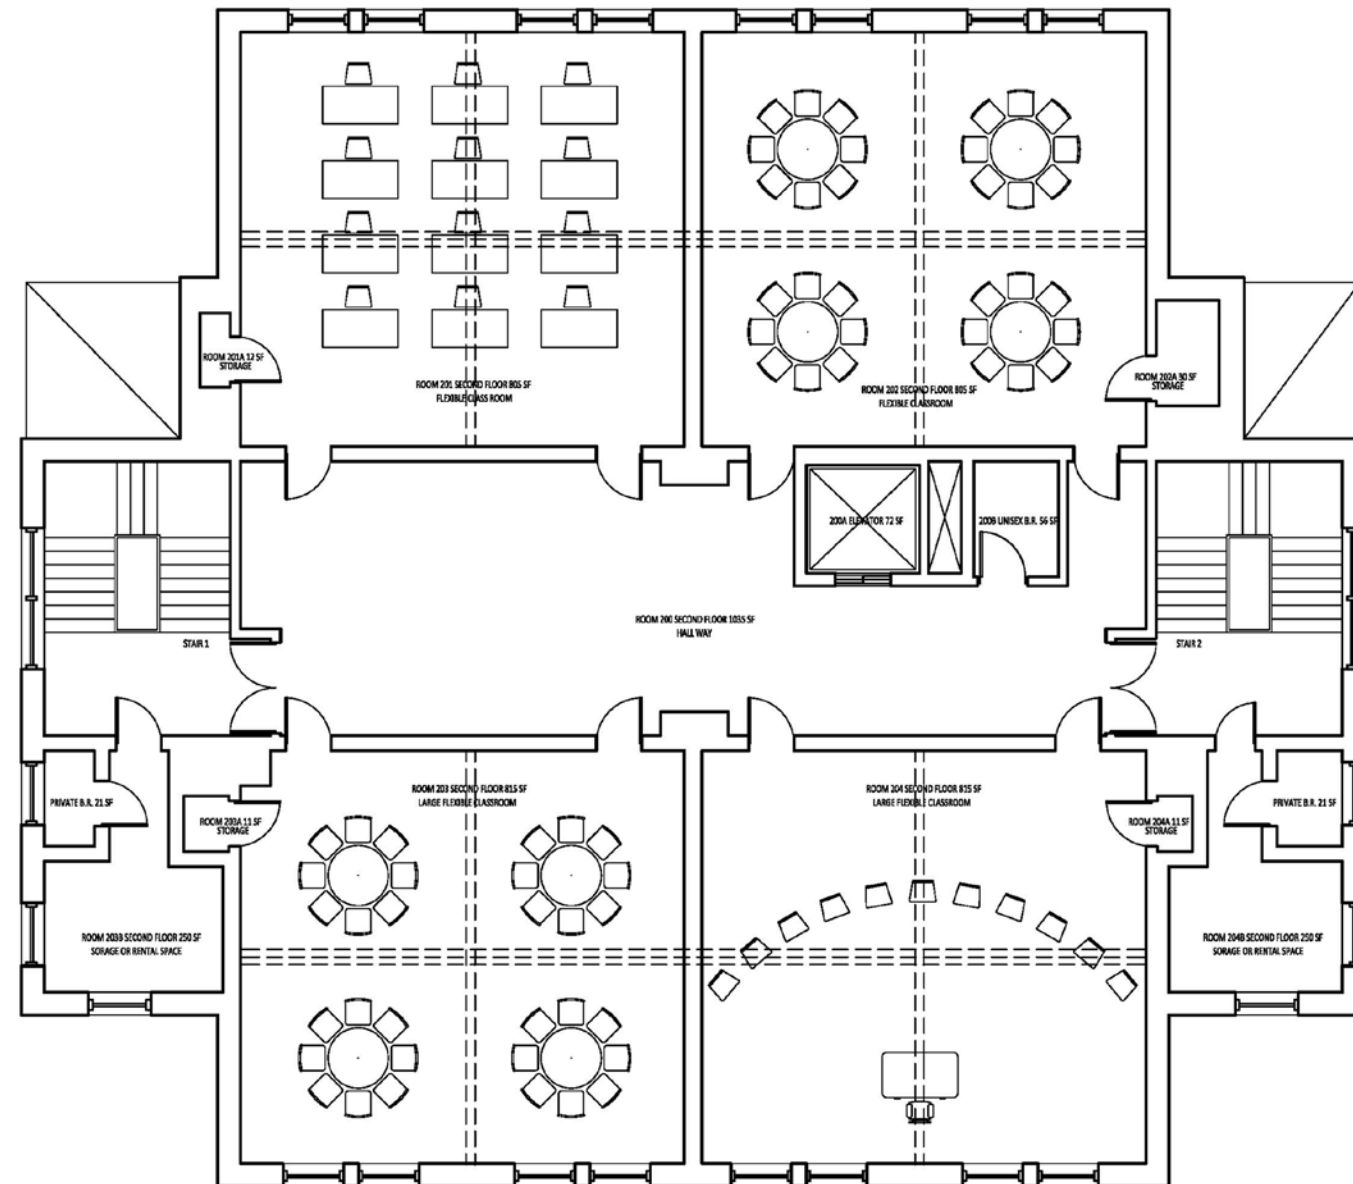 ROOM 201A 12 SF
STORAGE
ROOM 201 SECOND FLOOR 805 SF
FLEXIBLE CLASS ROOM
ROOM 202 SECOND FLOOR 805 SF
FLEXIBLE CLASSROOM
ROOM 202A 30 SF
STORAGE
200A ELEVATOR 72 SF
200B UNISEX B.R. 56 SF
ROOM 200 SECOND FLOOR 1035 SF
HALL WAY
STAIR 1
STAIR 2
PRIVATE B.R. 21 SF
ROOM 203A 11 SF
STORAGE
ROOM 203 SECOND FLOOR 815 SF
LARGE FLEXIBLE CLASSROOM
ROOM 204 SECOND FLOOR 815 SF
LARGE FLEXIBLE CLASSROOM
ROOM 204A 11 SF
STORAGE
PRIVATE B.R. 21 SF
ROOM 203B SECOND FLOOR 250 SF
SORAGE OR RENTAL SPACE
ROOM 204B SECOND FLOOR 250 SF
SORAGE OR RENTAL SPACE